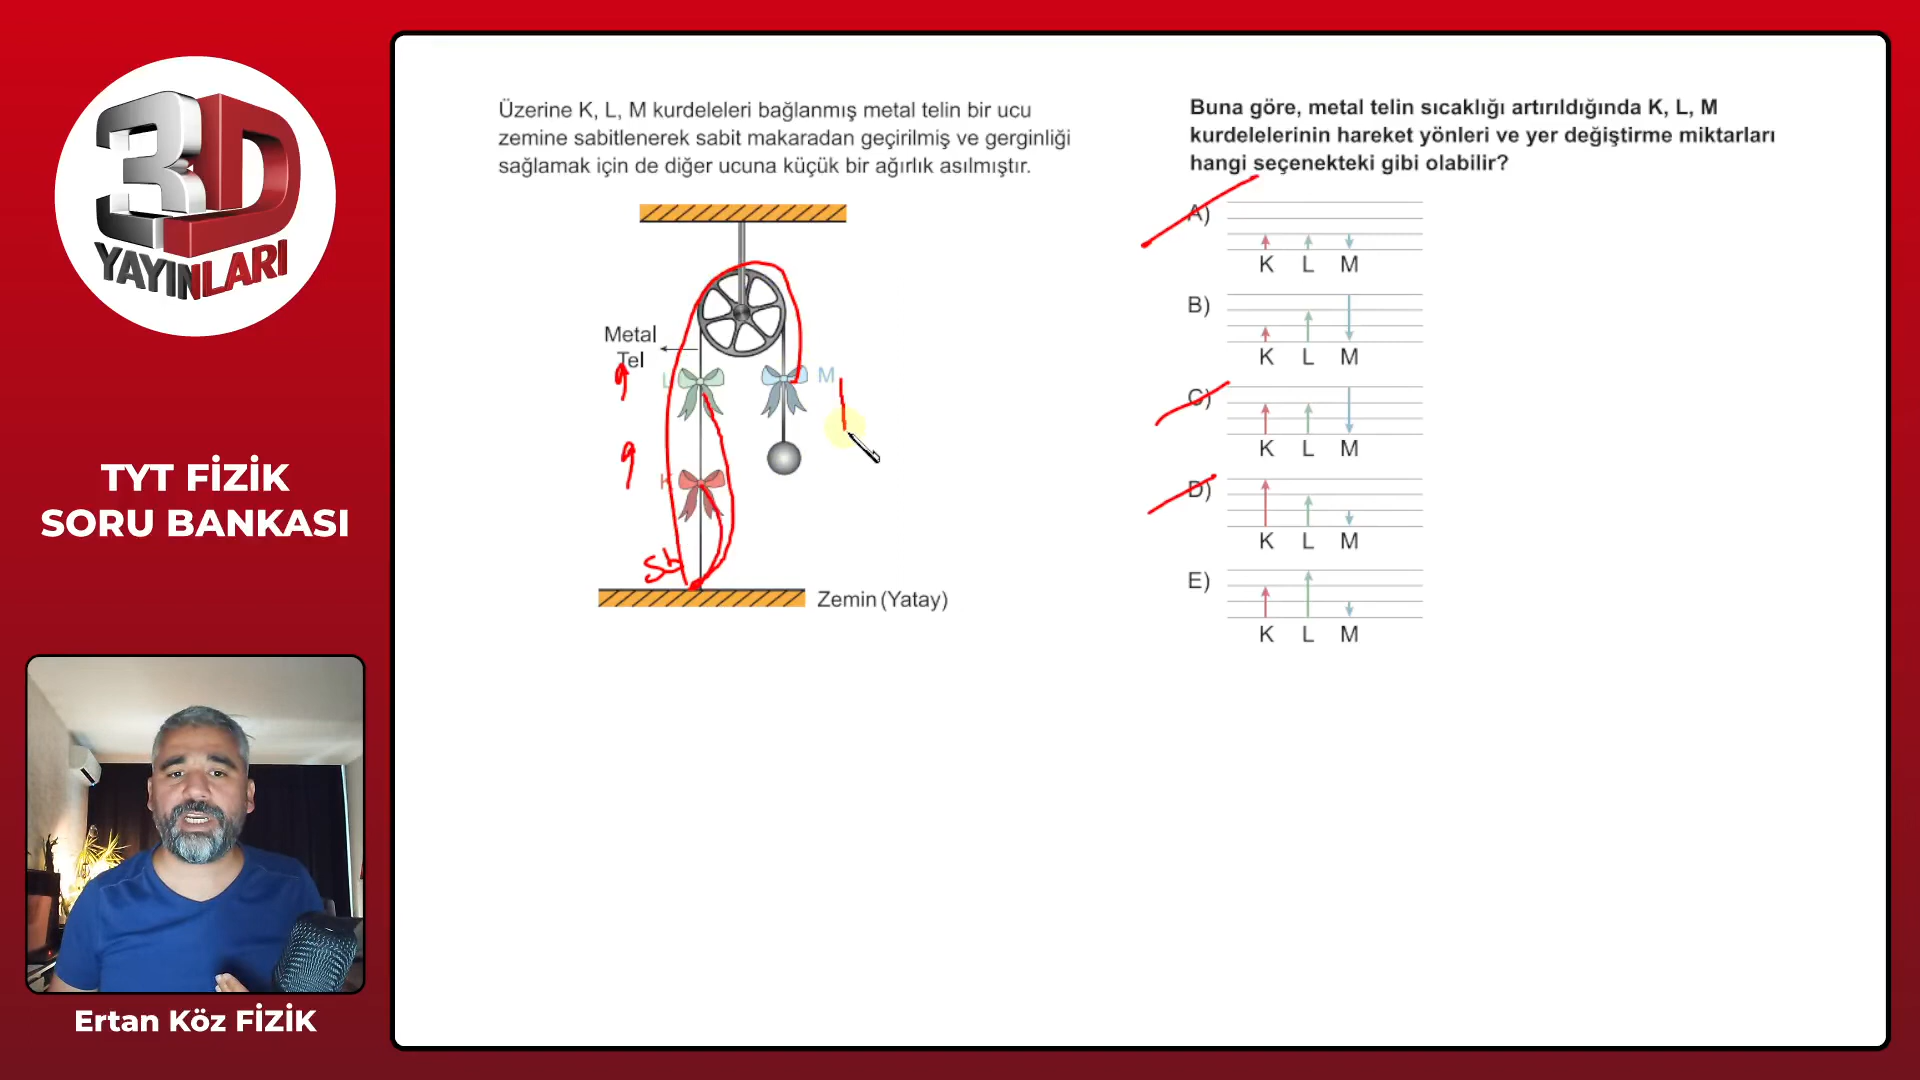 3D
YAYINLARI
TYT FİZİK
SORU BANKASI
Ertan Köz FİZİK
Üzerine K, L, M kurdeleleri bağlanmış metal telin bir ucu
zemine sabitlenerek sabit makaradan geçirilmiş ve gerginliği
sağlamak için de diğer ucuna küçük bir ağırlık asılmıştır.
Metal
Tel
L
M
K
Sb
Zemin (Yatay)
Buna göre, metal telin sıcaklığı artırıldığında K, L, M
kurdelelerinin hareket yönleri ve yer değiştirme miktarları
hangi seçenekteki gibi olabilir?
A)
K L M
B)
K L M
C)
K L M
D)
K L M
E)
K L M